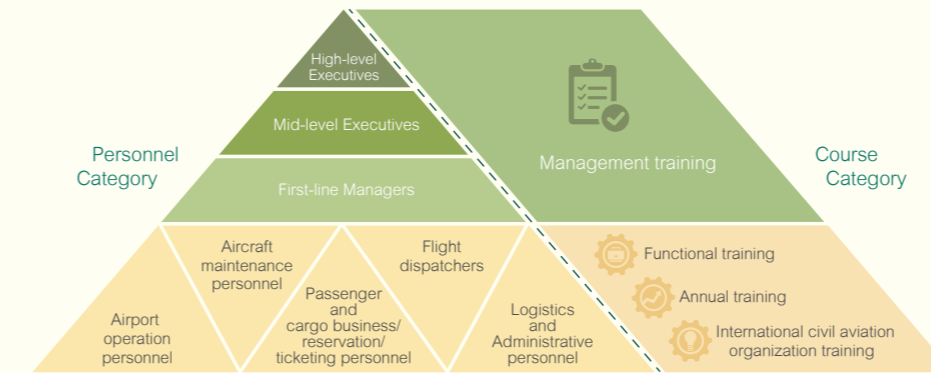 High-level
Executives
Mid-level Executives
First-line Managers
Personnel
Category
Management training
Course
Category
Airport
operation
personnel
Aircraft
maintenance
personnel
Passenger
and
cargo business/
reservation/
ticketing personnel
Flight
dispatchers
Logistics
and
Administrative
personnel
Functional training
Annual training
International civil aviation
organization training